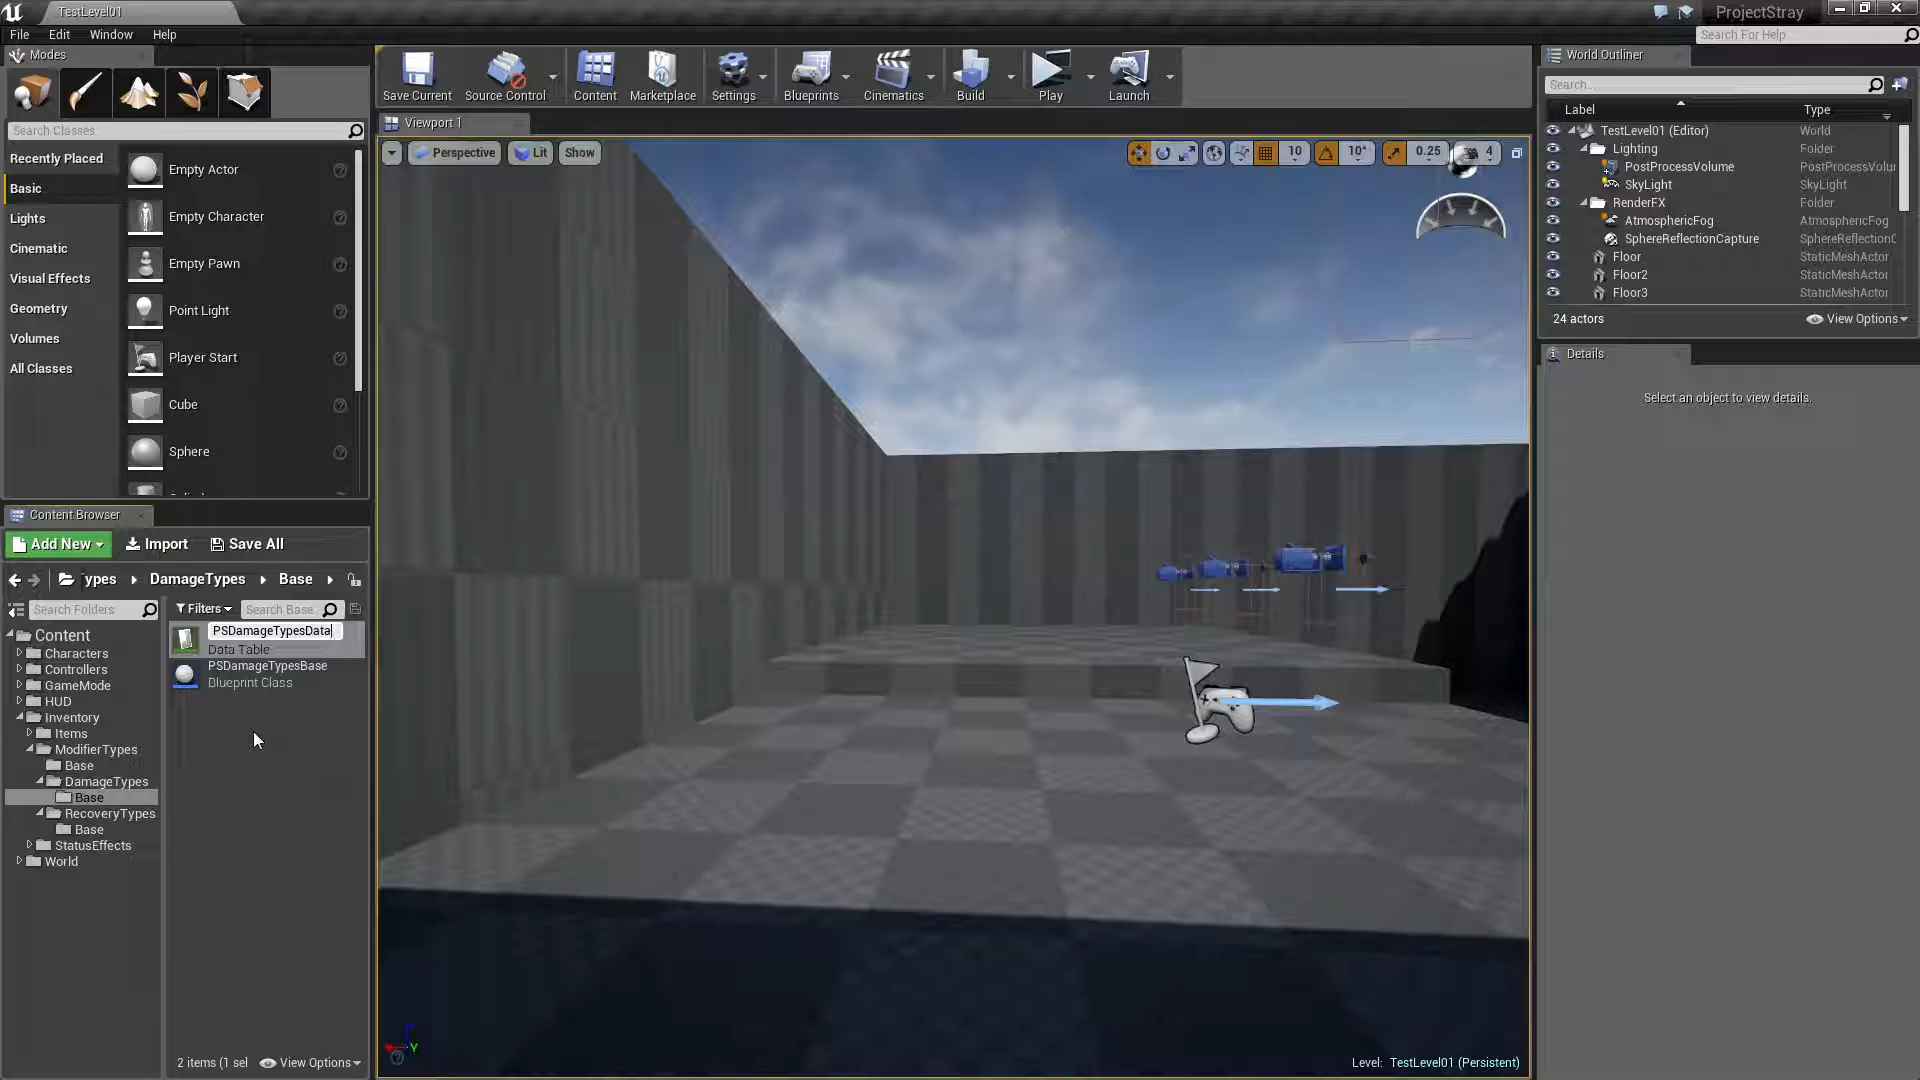 TestLevel01
ProjectStray
File Edit Window Help
Search For Help
Modes
Search Classes
Recently Placed
Basic
Lights
Cinematic
Visual Effects
Geometry
Volumes
All Classes
Empty Actor
Empty Character
Empty Pawn
Point Light
Player Start
Cube
Sphere
Save Current
Source Control
Content
Marketplace
Settings
Blueprints
Cinematics
Build
Play
Launch
Viewport 1
Perspective
Lit
Show
10
10°
0.25
4
Level: TestLevel01 (Persistent)
World Outliner
Search...
Label Type
TestLevel01 (Editor) World
Lighting Folder
PostProcessVolume PostProcessVolu
SkyLight SkyLight
RenderFX Folder
AtmosphericFog AtmosphericFog
SphereReflectionCapture SphereReflectionC
Floor StaticMeshActor
Floor2 StaticMeshActor
Floor3 StaticMeshActor
24 actors View Options
Details
Select an object to view details.
Content Browser
Add New Import Save All
ypes DamageTypes Base
Search Folders
Filters Search Base
Content
Characters
Controllers
GameMode
HUD
Inventory
Items
ModifierTypes
Base
DamageTypes
Base
RecoveryTypes
Base
StatusEffects
World
PSDamageTypesData
Data Table
PSDamageTypesBase
Blueprint Class
2 items (1 sel View Options